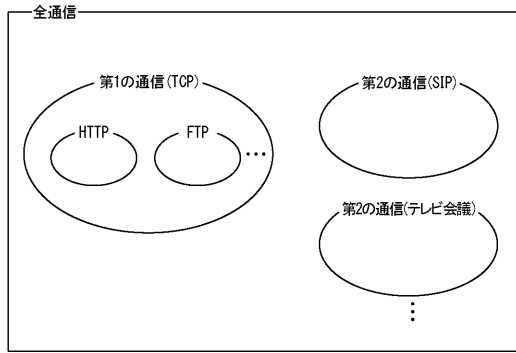 全通信
第1の通信(TCP)
HTTP
FTP
…
第2の通信(SIP)
第2の通信(テレビ会議)
⋮